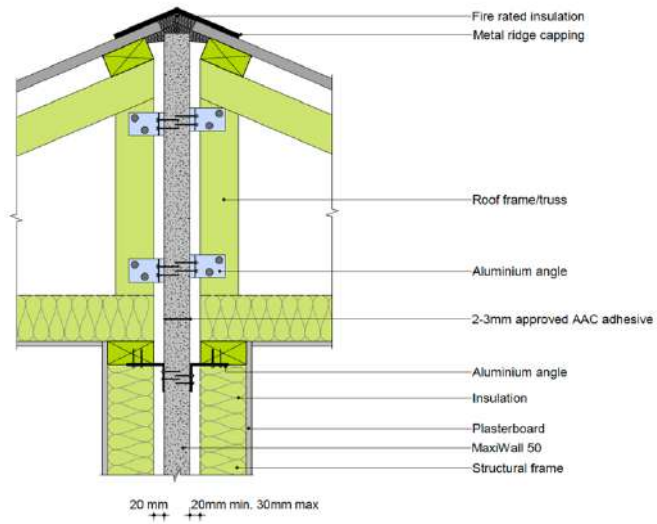 Fire rated insulation
Metal ridge capping
Roof frame/truss
Aluminium angle
2-3mm approved AAC adhesive
Aluminium angle
Insulation
Plasterboard
MaxiWall 50
Structural frame
20 mm
20mm min. 30mm max